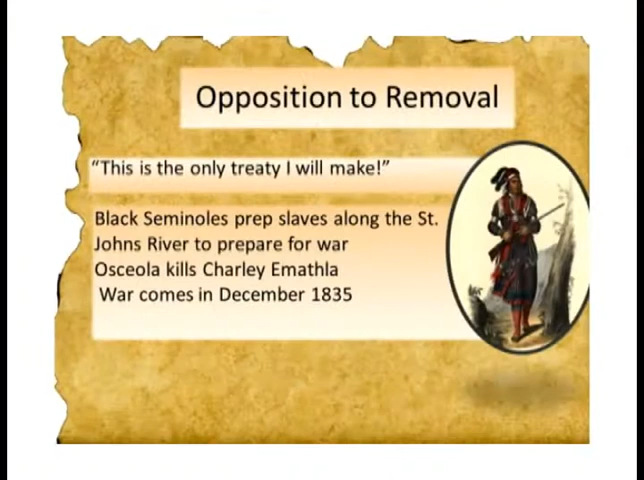 Opposition to Removal
“This is the only treaty I will make!”
Black Seminoles prep slaves along the St.
Johns River to prepare for war
Osceola kills Charley Emathla
War comes in December 1835